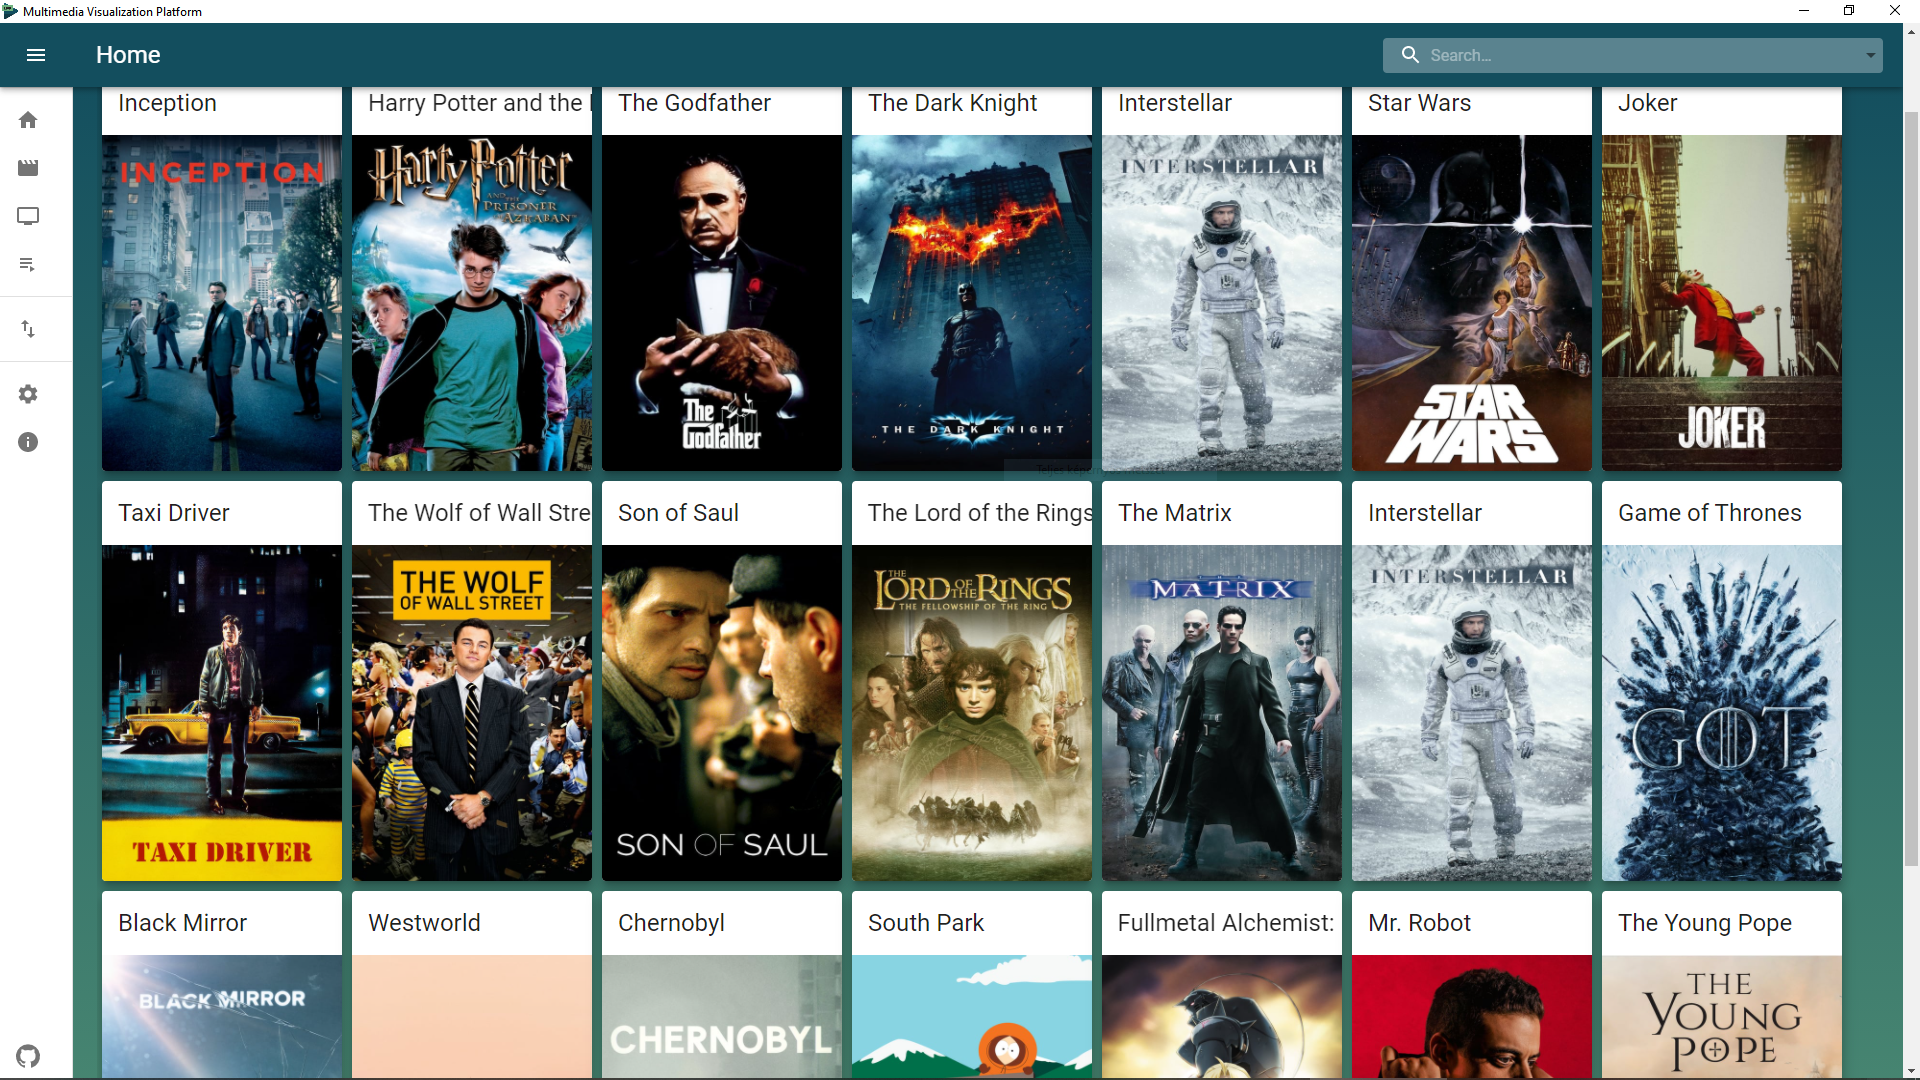 Multimedia Visualization Platform
Home
Search...
Inception
Harry Potter and the
The Godfather
The Dark Knight
Interstellar
Star Wars
Joker
INCEPTION
Harry Potter
AND THE
PRISONER
OF AZKABAN
The
Godfather
THE DARK KNIGHT
INTERSTELLAR
STAR
WARS
JOKER
Taxi Driver
The Wolf of Wall Stre
Son of Saul
The Lord of the Rings
The Matrix
Interstellar
Game of Thrones
TAXI DRIVER
THE WOLF
OF WALL STREET
SON OF SAUL
THE
LORD OF THE RINGS
THE FELLOWSHIP OF THE RING
THE
MATRIX
INTERSTELLAR
GOT
Black Mirror
Westworld
Chernobyl
South Park
Fullmetal Alchemist:
Mr. Robot
The Young Pope
BLACK MIRROR
CHERNOBYL
THE
YOUNG
POPE